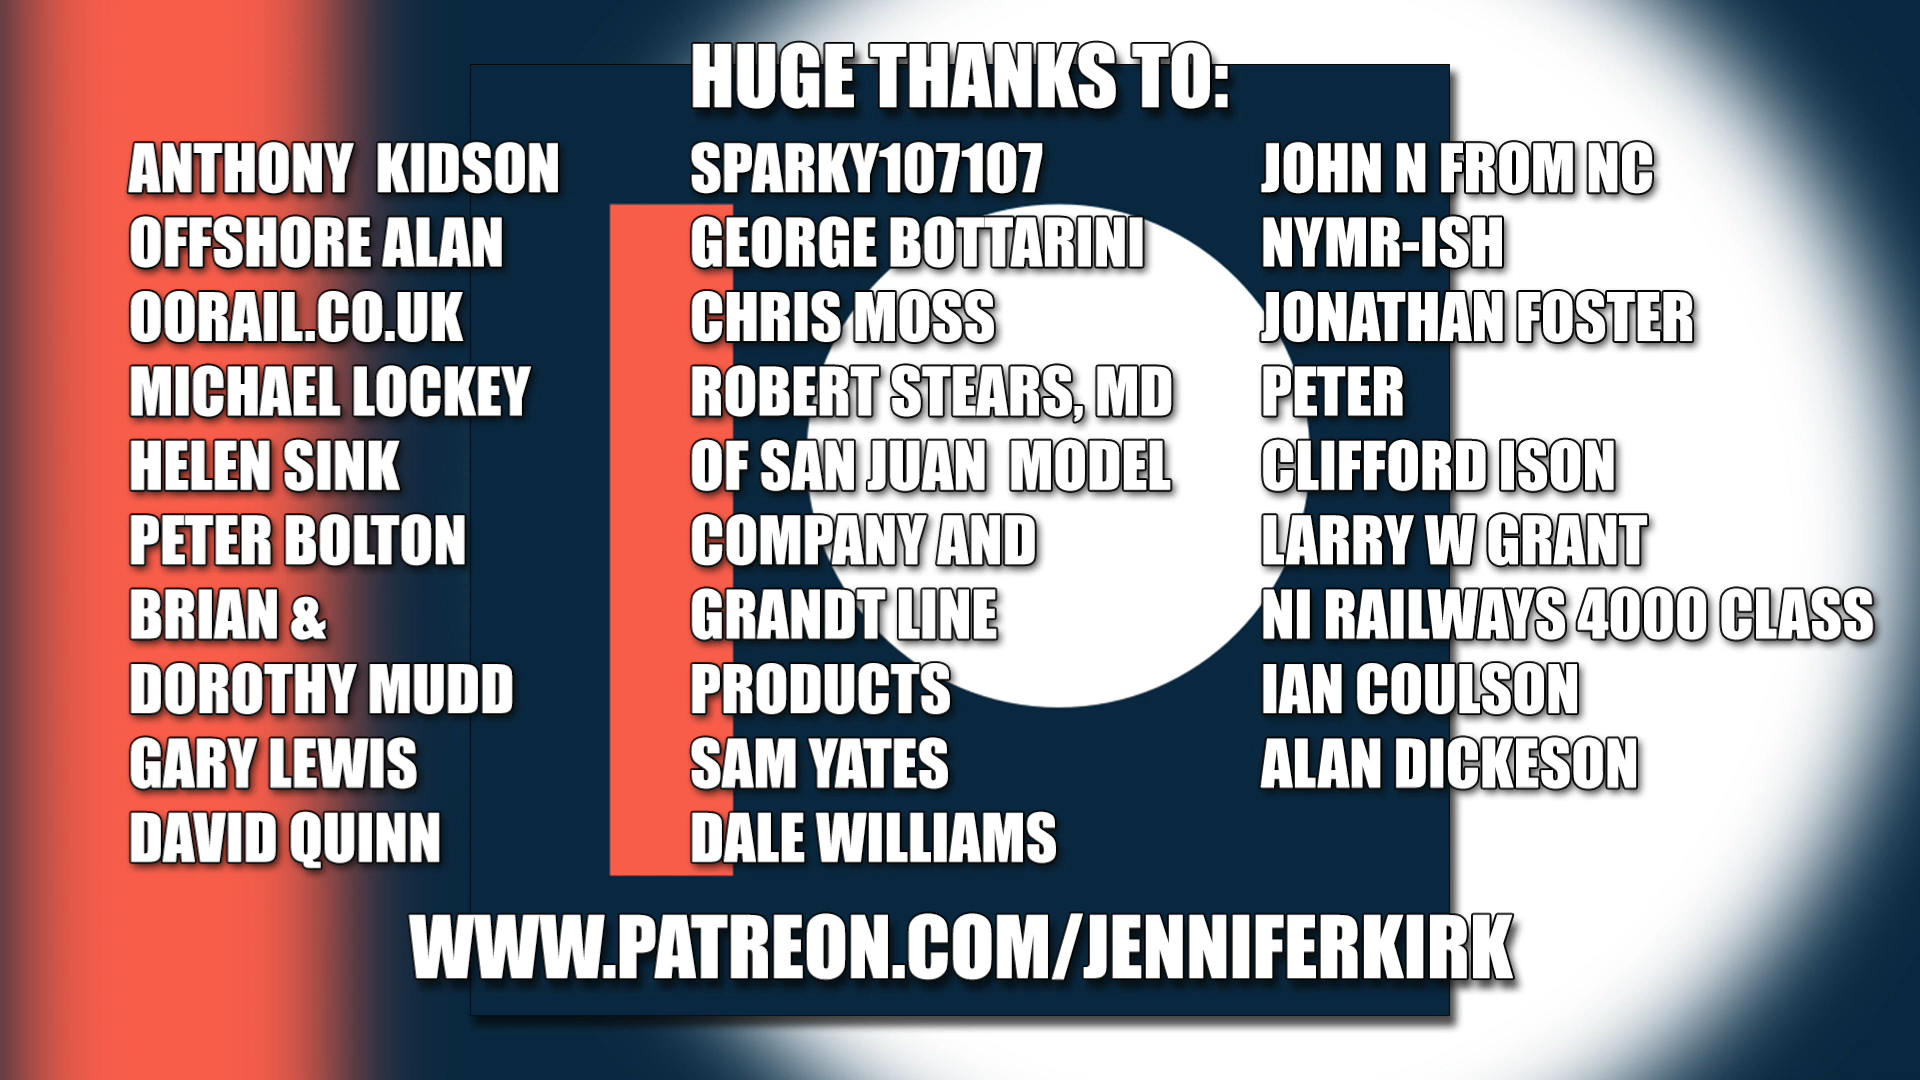 HUGE THANKS TO:
ANTHONY  KIDSON
OFFSHORE ALAN
OORAIL.CO.UK
MICHAEL LOCKEY
HELEN SINK
PETER BOLTON
BRIAN &
DOROTHY MUDD
GARY LEWIS
DAVID QUINN
SPARKY107107
GEORGE BOTTARINI
CHRIS MOSS
ROBERT STEARS, MD
OF SAN JUAN  MODEL
COMPANY AND
GRANDT LINE
PRODUCTS
SAM YATES
DALE WILLIAMS
JOHN N FROM NC
NYMR-ISH
JONATHAN FOSTER
PETER
CLIFFORD ISON
LARRY W GRANT
NI RAILWAYS 4000 CLASS
IAN COULSON
ALAN DICKESON
WWW.PATREON.COM/JENNIFERKIRK